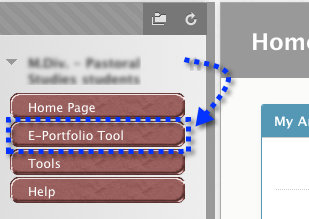 Home
M.Div. - Pastoral
Studies students
Home Page
E-Portfolio Tool
Tools
Help
My A